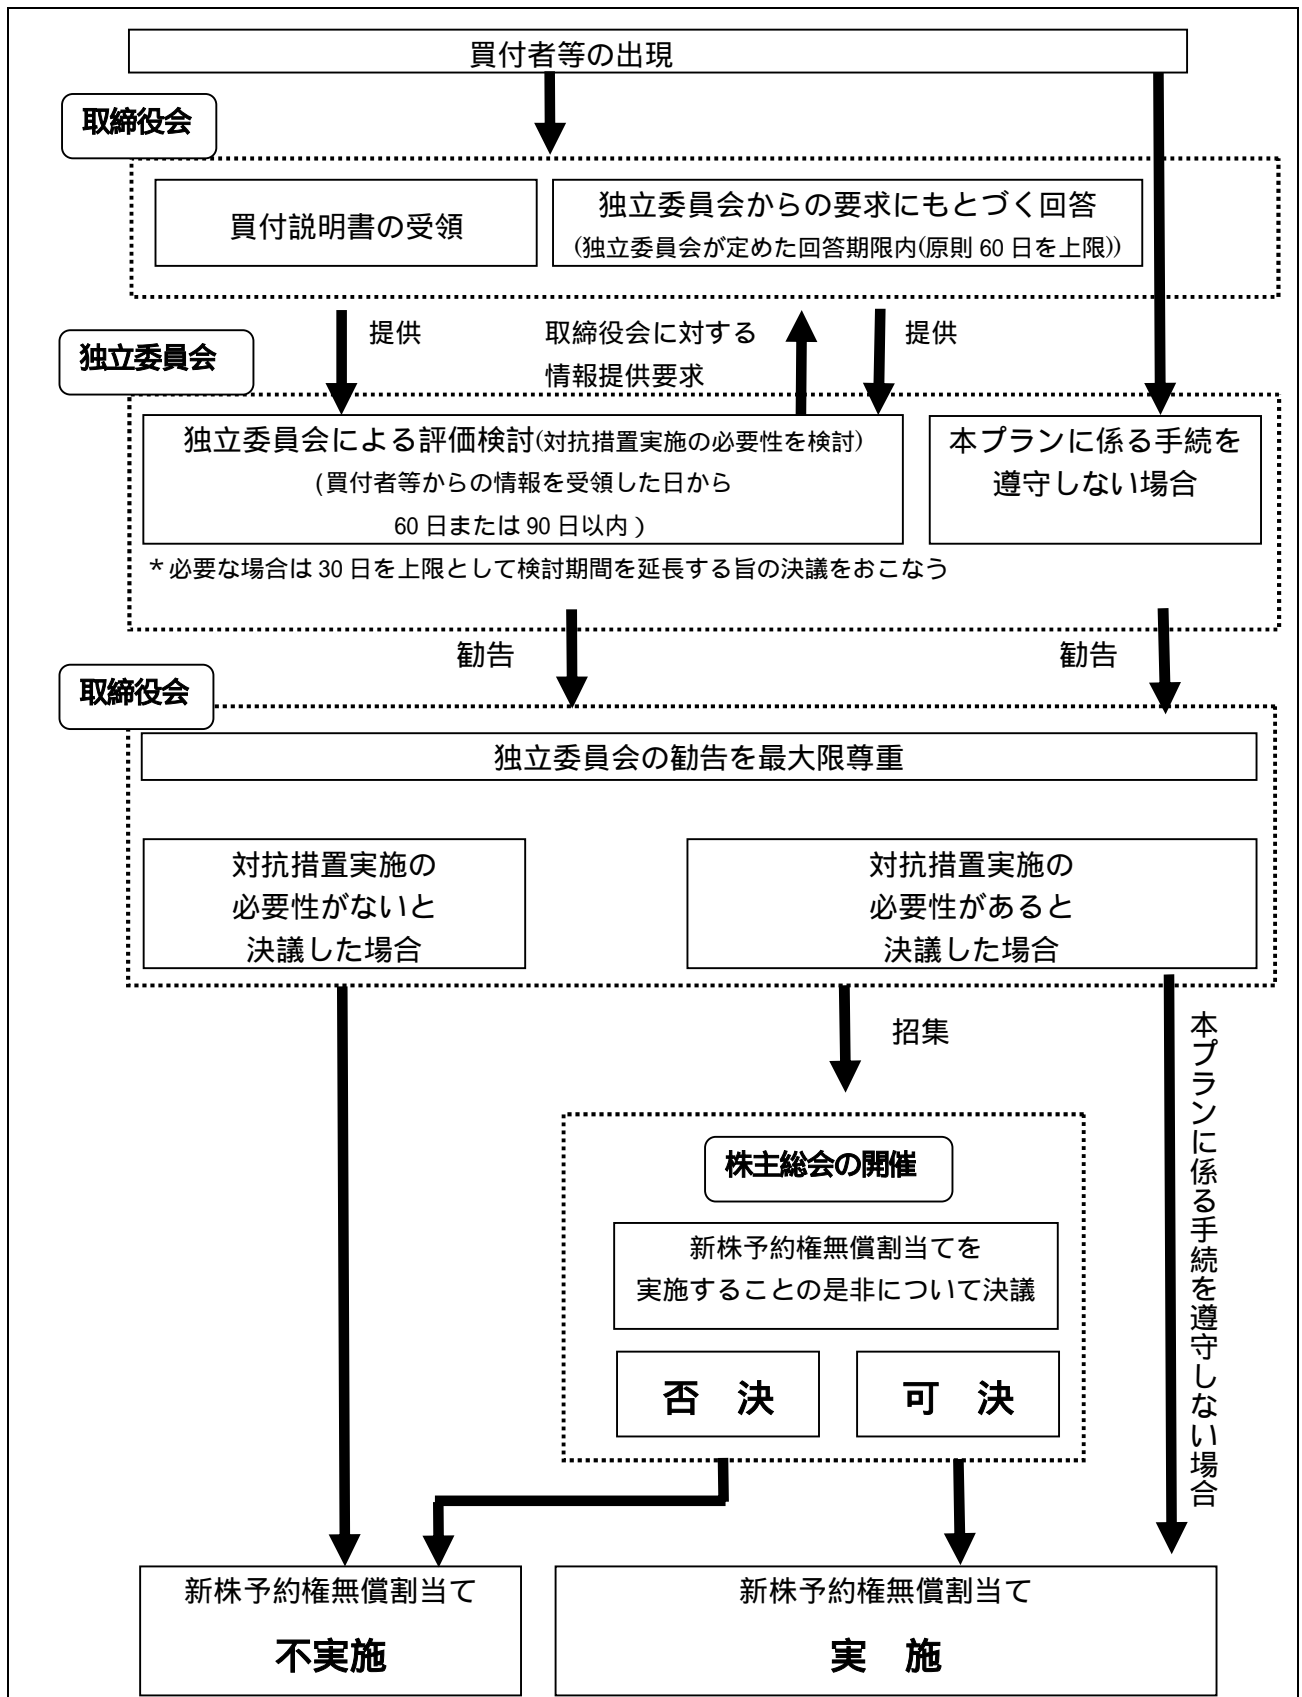 買付者等の出現
取締役会
買付説明書の受領
独立委員会からの要求にもとづく回答
(独立委員会が定めた回答期限内(原則 60 日を上限))
提供
取締役会に対する
情報提供要求
提供
独立委員会
独立委員会による評価検討(対抗措置実施の必要性を検討)
(買付者等からの情報を受領した日から
60 日または 90 日以内)
本プランに係る手続を
遵守しない場合
*必要な場合は 30 日を上限として検討期間を延長する旨の決議をおこなう
勧告
勧告
取締役会
独立委員会の勧告を最大限尊重
対抗措置実施の
必要性がないと
決議した場合
対抗措置実施の
必要性があると
決議した場合
招集
本プランに係る手続を遵守しない場合
株主総会の開催
新株予約権無償割当てを
実施することの是非について決議
否 決
可 決
新株予約権無償割当て
不実施
新株予約権無償割当て
実 施